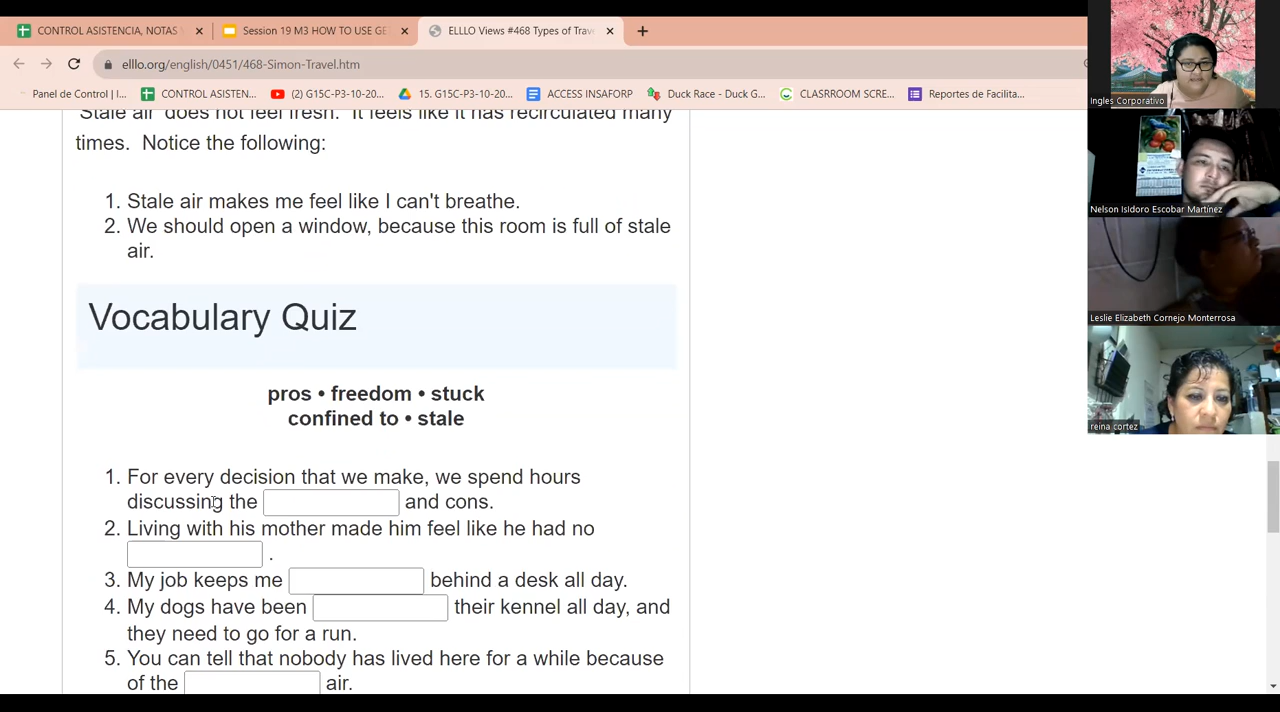 CONTROL ASISTENCIA, NOTAS
Session 19 M3 HOW TO USE GE
ELLLO Views #468 Types of Trav
elllo.org/english/0451/468-Simon-Travel.htm
Panel de Control | I...
CONTROL ASISTEN...
(2) G15C-P3-10-20...
15. G15C-P3-10-20...
ACCESS INSAFORP
Duck Race - Duck G...
CLASRROOM SCRE...
Reportes de Facilita...
"Stale air" does not feel fresh. It feels like it has recirculated many
times. Notice the following:
1. Stale air makes me feel like I can't breathe.
2. We should open a window, because this room is full of stale
air.
Vocabulary Quiz
pros • freedom • stuck
confined to • stale
1. For every decision that we make, we spend hours
discussing the and cons.
2. Living with his mother made him feel like he had no
.
3. My job keeps me behind a desk all day.
4. My dogs have been their kennel all day, and
they need to go for a run.
5. You can tell that nobody has lived here for a while because
of the air.
Ingles Corporativo
Nelson Isidoro Escobar Martínez
Leslie Elizabeth Cornejo Monterrosa
reina cortez